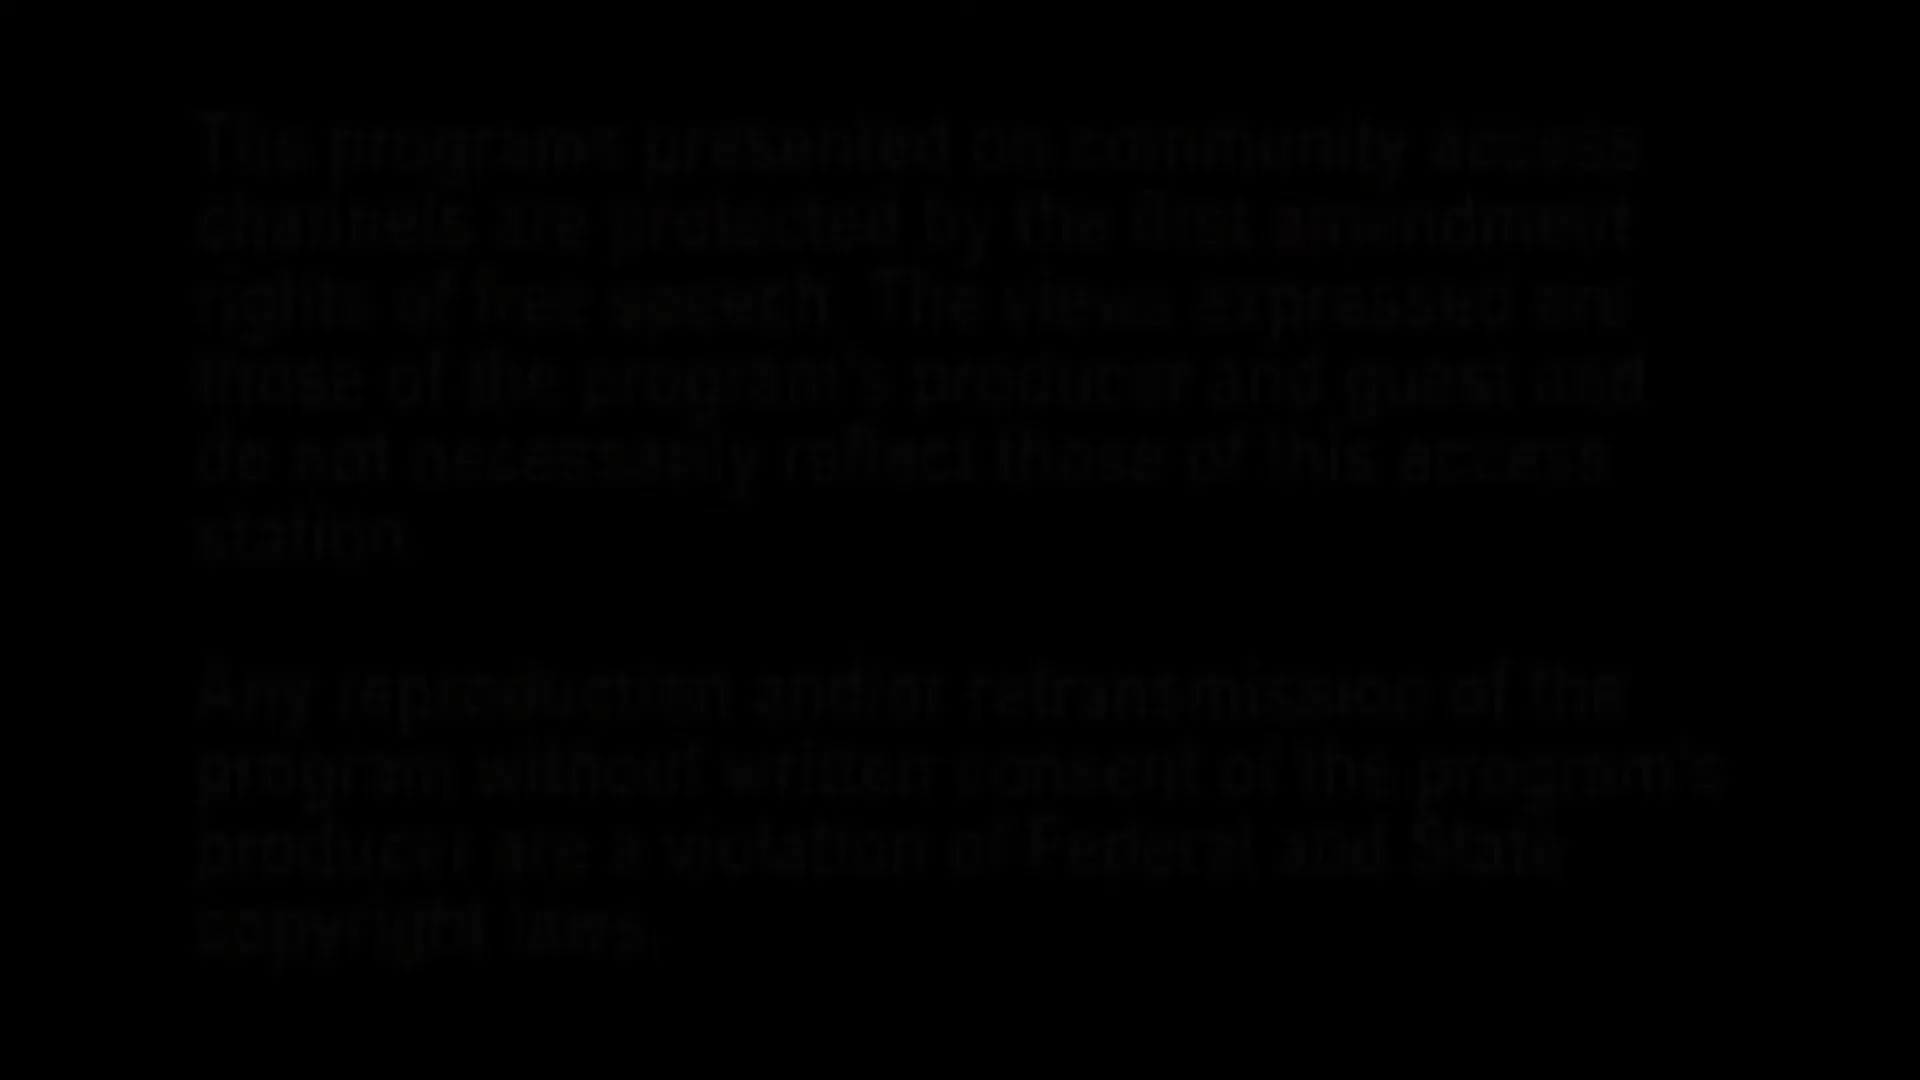 The programs presented on community access
channels are protected by the first amendment
rights of free speech. The views expressed are
those of the program's producer and guest and
do not necessarily reflect those of this access
station.
Any reproduction and/or retransmission of the
program without written consent of the program's
producer are a violation of Federal and State
copyright laws.